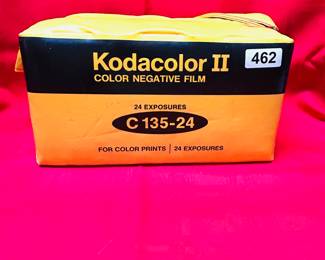 Kodacolor II
462
COLOR NEGATIVE FILM
24 EXPOSURES
C 135-24
FOR COLOR PRINTS | 24 EXPOSURES